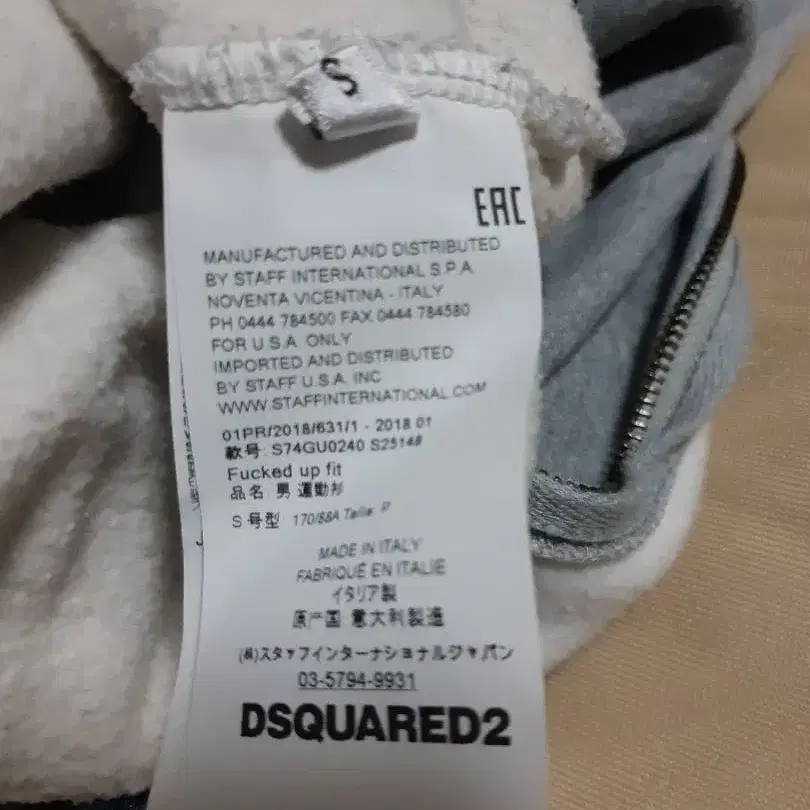 S
EAC
MANUFACTURED AND DISTRIBUTED
BY STAFF INTERNATIONAL S.P.A
NOVENTA VICENTINA - ITALY
PH 0444 784500 FAX 0444 784580
FOR U.S.A. ONLY
IMPORTED AND DISTRIBUTED
BY STAFF U.S.A. INC
WWW.STAFFINTERNATIONAL.COM
01PR/2018/631/1 - 2018 01
款号: S74GU0240 S25148
Fucked up fit
品名: 男 運動衫
S 号型 170/88A Taille: P
MADE IN ITALY
FABRIQUÉ EN ITALIE
イタリア製
原产国 意大利製造
(株)スタッフインターナショナルジャパン
03-5794-9931
DSQUARED2